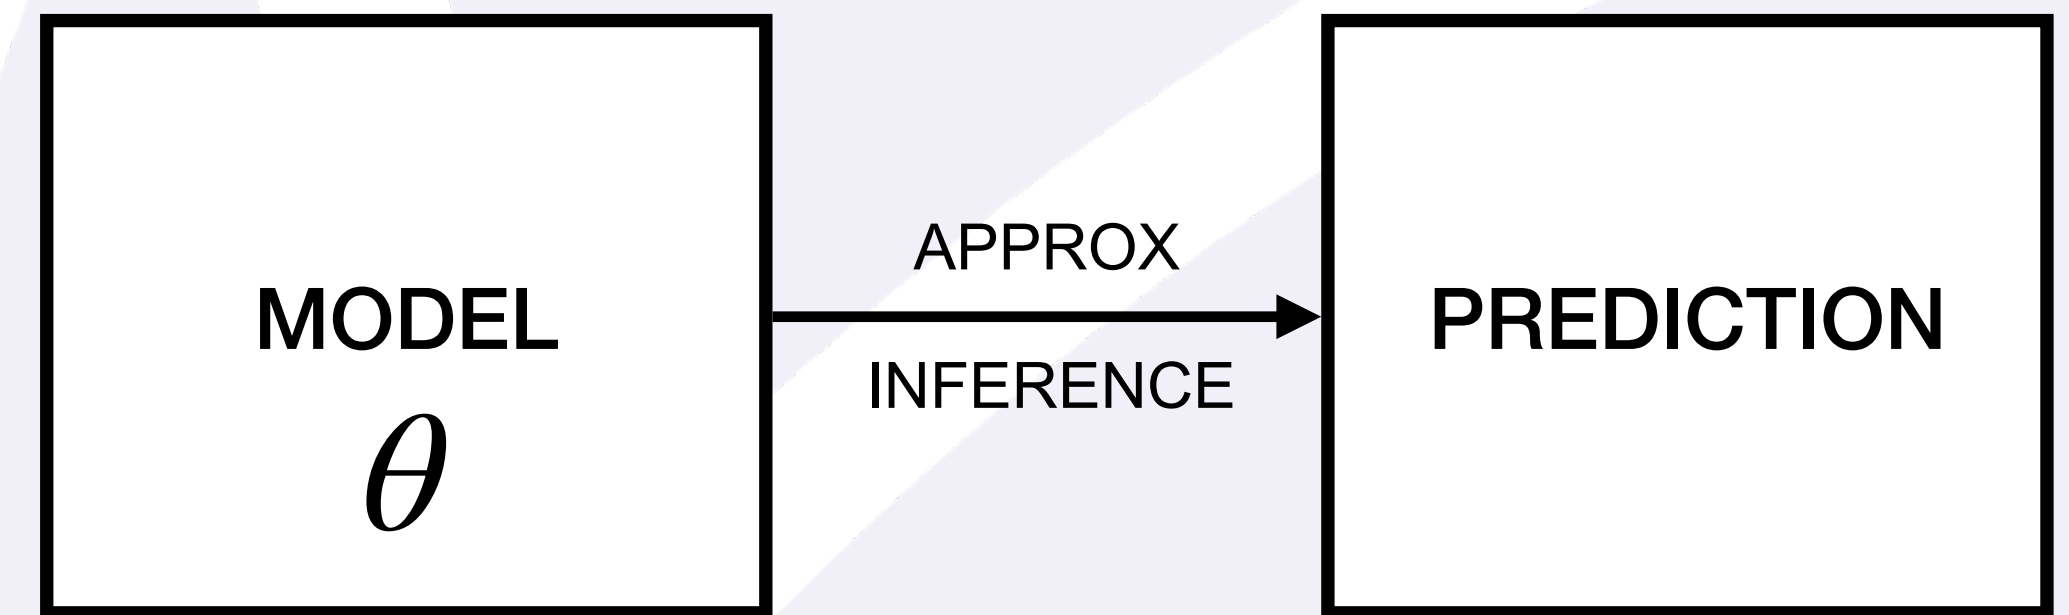 MODEL
θ
APPROX
INFERENCE
PREDICTION